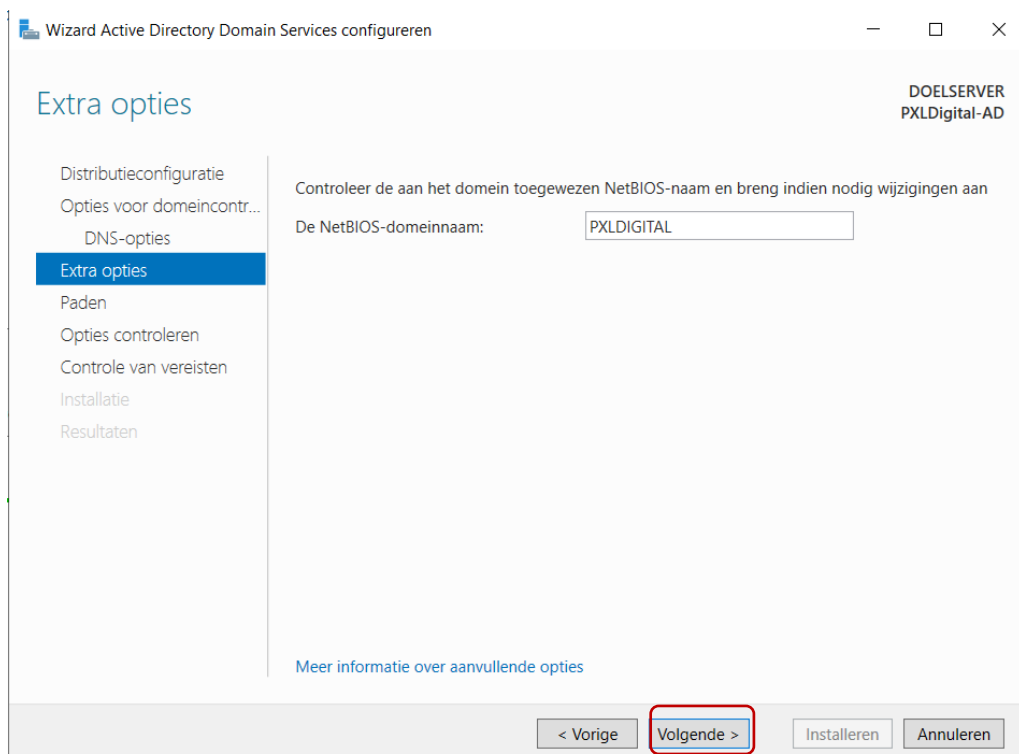 Wizard Active Directory Domain Services configureren
Extra opties
DOELSERVER
PXLDigital-AD
Distributieconfiguratie
Opties voor domeincontr...
DNS-opties
Extra opties
Paden
Opties controleren
Controle van vereisten
Installatie
Resultaten
Controleer de aan het domein toegewezen NetBIOS-naam en breng indien nodig wijzigingen aan
De NetBIOS-domeinnaam: PXLDIGITAL
Meer informatie over aanvullende opties
< Vorige Volgende > Installeren Annuleren